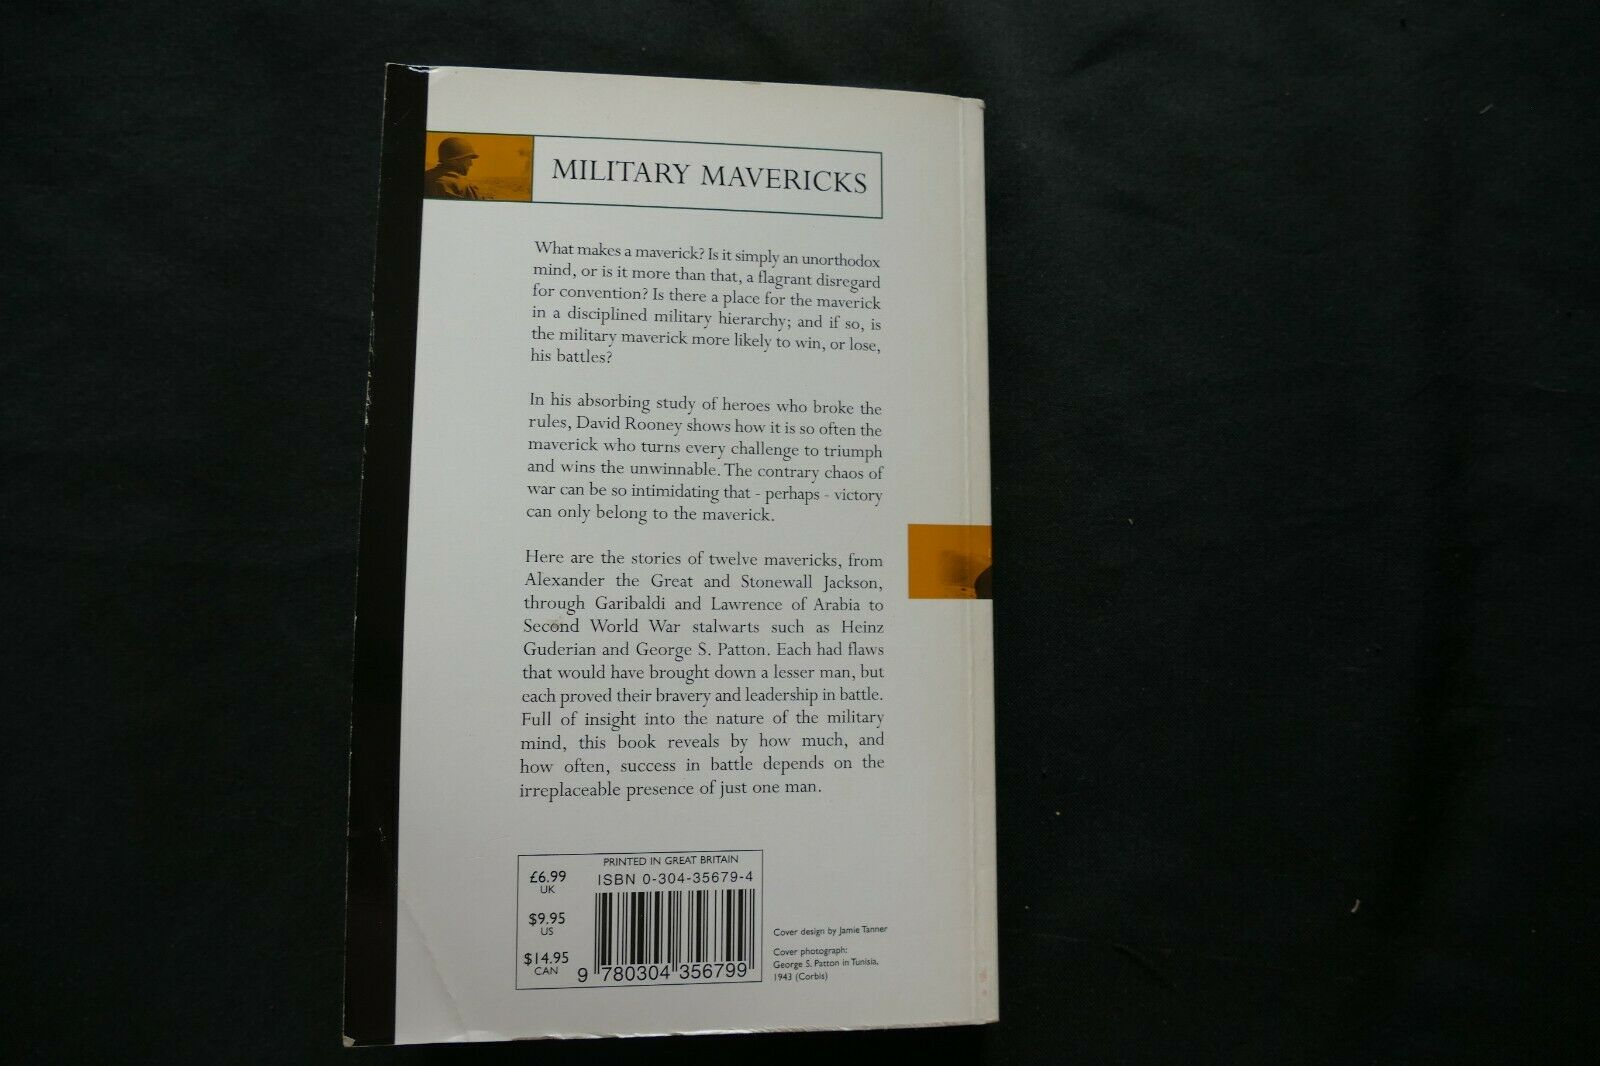 MILITARY MAVERICKS
What makes a maverick? Is it simply an unorthodox
mind, or is it more than that, a flagrant disregard
for convention? Is there a place for the maverick
in a disciplined military hierarchy; and if so, is
the military maverick more likely to win, or lose,
his battles?
In his absorbing study of heroes who broke the
rules, David Rooney shows how it is so often the
maverick who turns every challenge to triumph
and wins the unwinnable. The contrary chaos of
war can be so intimidating that - perhaps - victory
can only belong to the maverick.
Here are the stories of twelve mavericks, from
Alexander the Great and Stonewall Jackson,
through Garibaldi and Lawrence of Arabia to
Second World War stalwarts such as Heinz
Guderian and George S. Patton. Each had flaws
that would have brought down a lesser man, but
each proved their bravery and leadership in battle.
Full of insight into the nature of the military
mind, this book reveals by how much, and
how often, success in battle depends on the
irreplaceable presence of just one man.
PRINTED IN GREAT BRITAIN
£6.99
UK
$9.95
US
$14.95
CAN
ISBN 0-304-35679-4
9 780304 356799
Cover design by Jamie Tanner
Cover photograph:
George S. Patton in Tunisia,
1943 (Corbis)